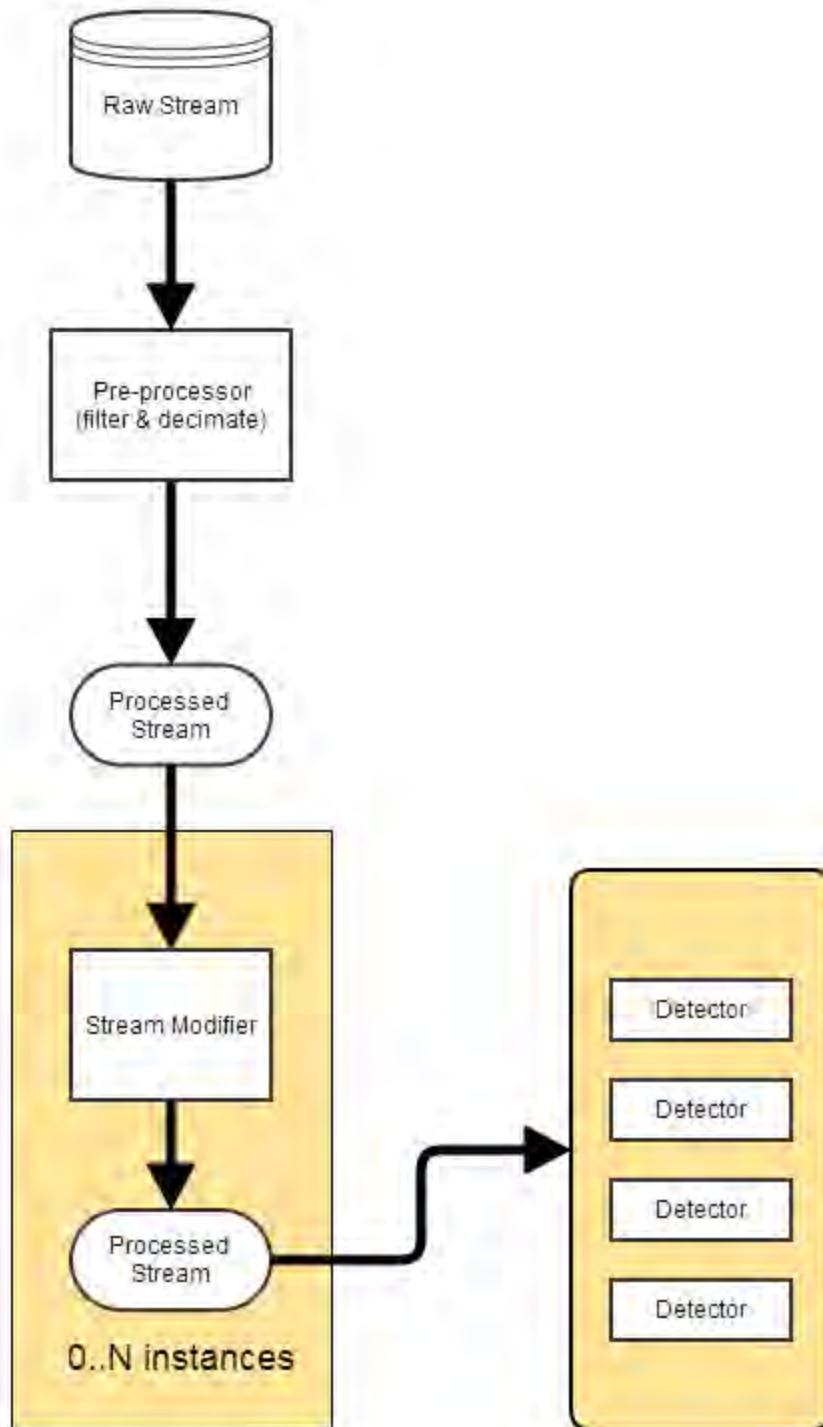 Raw Stream
Pre-processor
(filter & decimate)
Processed
Stream
Stream Modifier
Processed
Stream
0..N instances
Detector
Detector
Detector
Detector